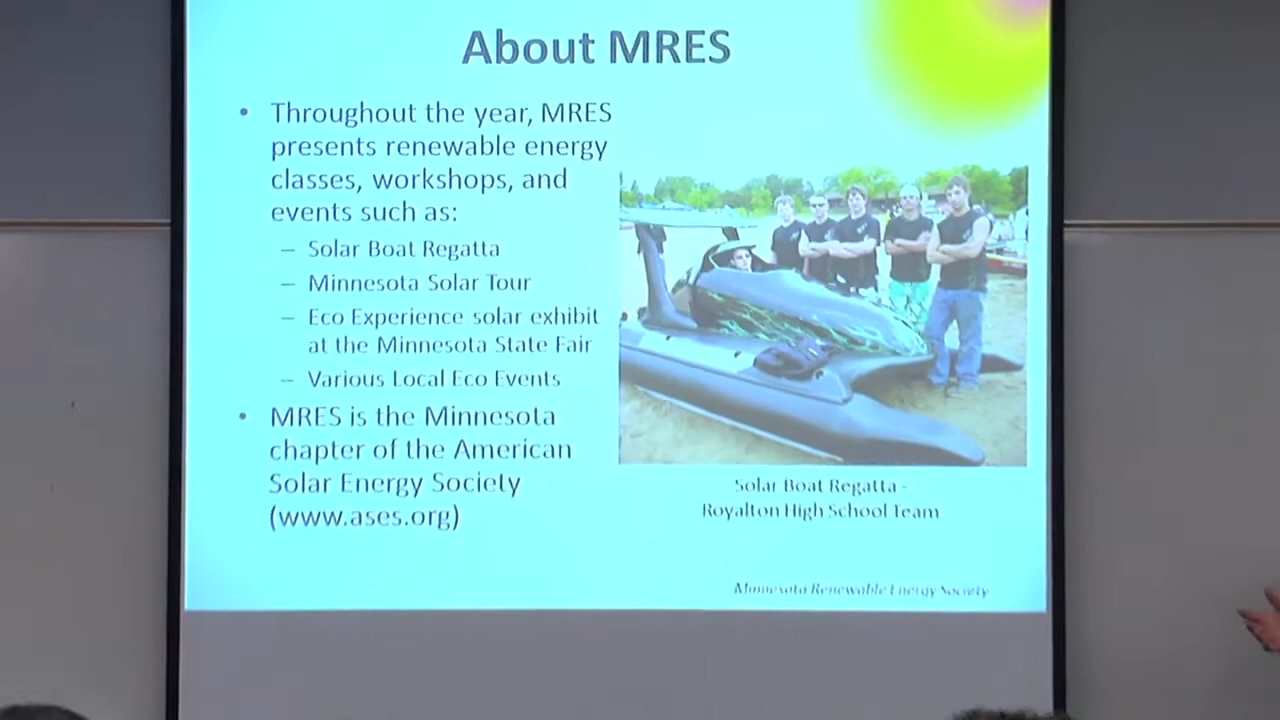 About MRES
• Throughout the year, MRES
presents renewable energy
classes, workshops, and
events such as:
– Solar Boat Regatta
– Minnesota Solar Tour
– Eco Experience solar exhibit
at the Minnesota State Fair
– Various Local Eco Events
• MRES is the Minnesota
chapter of the American
Solar Energy Society
(www.ases.org)
Solar Boat Regatta -
Royalton High School Team
Minnesota Renewable Energy Society